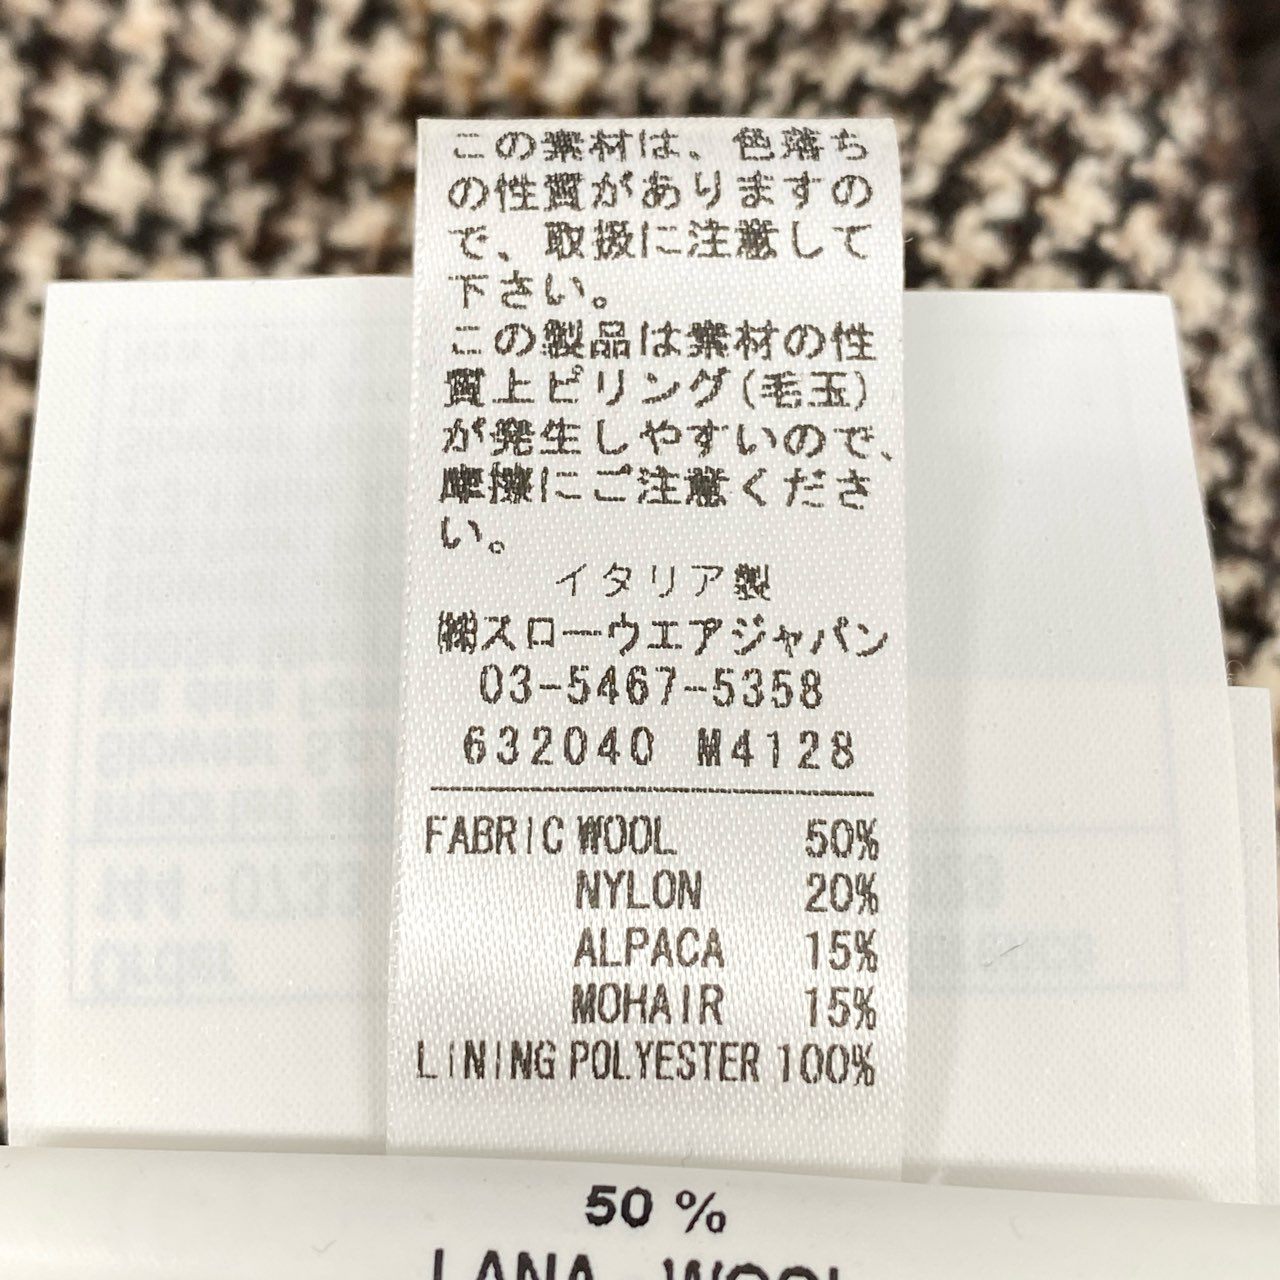 この素材は、色落ち
の性質がありますの
で、取扱に注意して
下さい。
この製品は素材の性
質上ピリング(毛玉)
が発生しやすいので、
摩擦にご注意くださ
い。
イタリア製
㈱スローウエアジャパン
03-5467-5358
632040 M4128
FABRIC WOOL 50%
NYLON 20%
ALPACA 15%
MOHAIR 15%
LINING POLYESTER 100%
50 %
LANA - WOOL